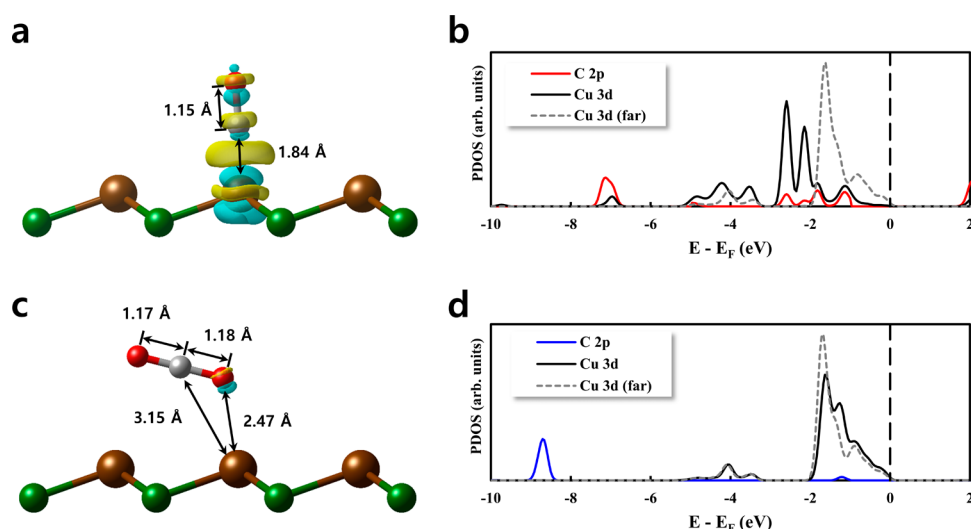 a
1.15 Å
1.84 Å
b
PDOS (arb. units)
C 2p
Cu 3d
Cu 3d (far)
-10 -8 -6 -4 -2 0 2
E - E_F (eV)
c
1.17 Å
1.18 Å
3.15 Å
2.47 Å
d
PDOS (arb. units)
C 2p
Cu 3d
Cu 3d (far)
-10 -8 -6 -4 -2 0 2
E - E_F (eV)